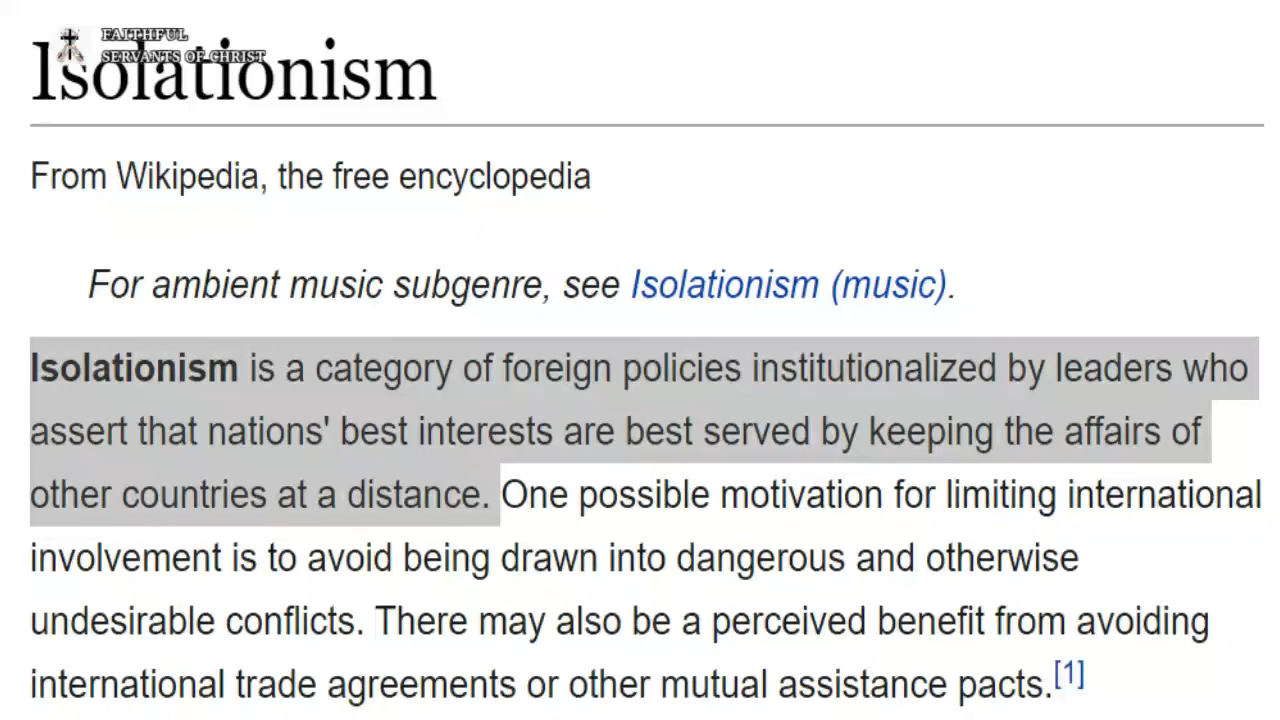 FAITHFUL
SERVANTS OF CHRIST
Isolationism
From Wikipedia, the free encyclopedia
For ambient music subgenre, see Isolationism (music).
Isolationism is a category of foreign policies institutionalized by leaders who
assert that nations' best interests are best served by keeping the affairs of
other countries at a distance. One possible motivation for limiting international
involvement is to avoid being drawn into dangerous and otherwise
undesirable conflicts. There may also be a perceived benefit from avoiding
international trade agreements or other mutual assistance pacts.[1]